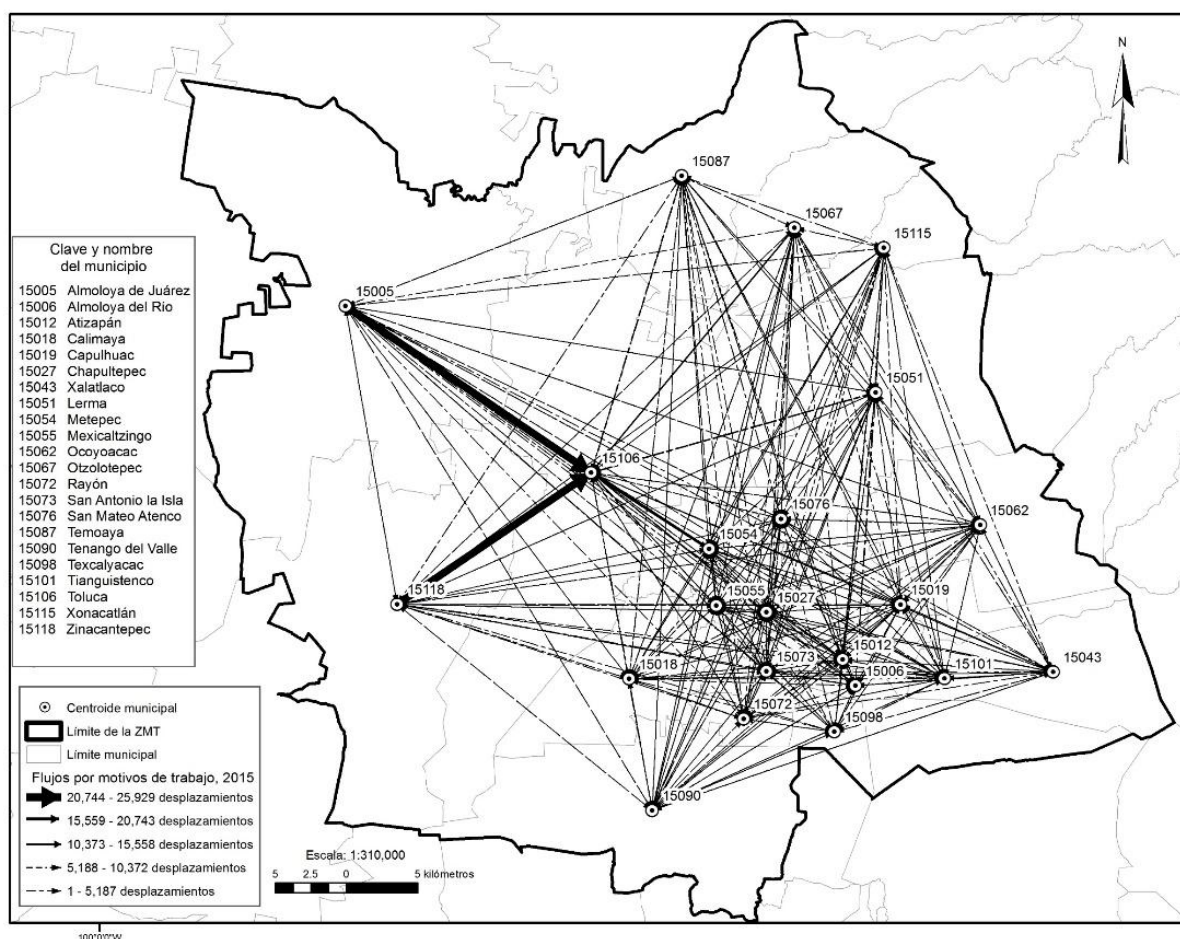 N
15087
15067
15115
15005
15051
15106
15076
15062
15054
15118
15055
15027
15019
15012
15018
15073
15006
15101
15043
15072
15098
15090
Clave y nombre
del municipio
15005 Almoloya de Juárez
15006 Almoloya del Río
15012 Atizapán
15018 Calimaya
15019 Capulhuac
15027 Chapultepec
15043 Xalatlaco
15051 Lerma
15054 Metepec
15055 Mexicaltzingo
15062 Ocoyoacac
15067 Otzolotepec
15072 Rayón
15073 San Antonio la Isla
15076 San Mateo Atenco
15087 Temoaya
15090 Tenango del Valle
15098 Texcalyacac
15101 Tianguistenco
15106 Toluca
15115 Xonacatlán
15118 Zinacantepec
Centroide municipal
Límite de la ZMT
Límite municipal
Flujos por motivos de trabajo, 2015
20,744 - 25,929 desplazamientos
15,559 - 20,743 desplazamientos
10,373 - 15,558 desplazamientos
5,188 - 10,372 desplazamientos
1 - 5,187 desplazamientos
Escala: 1:310,000
5 2.5 0 5 kilómetros
100°0'0"W